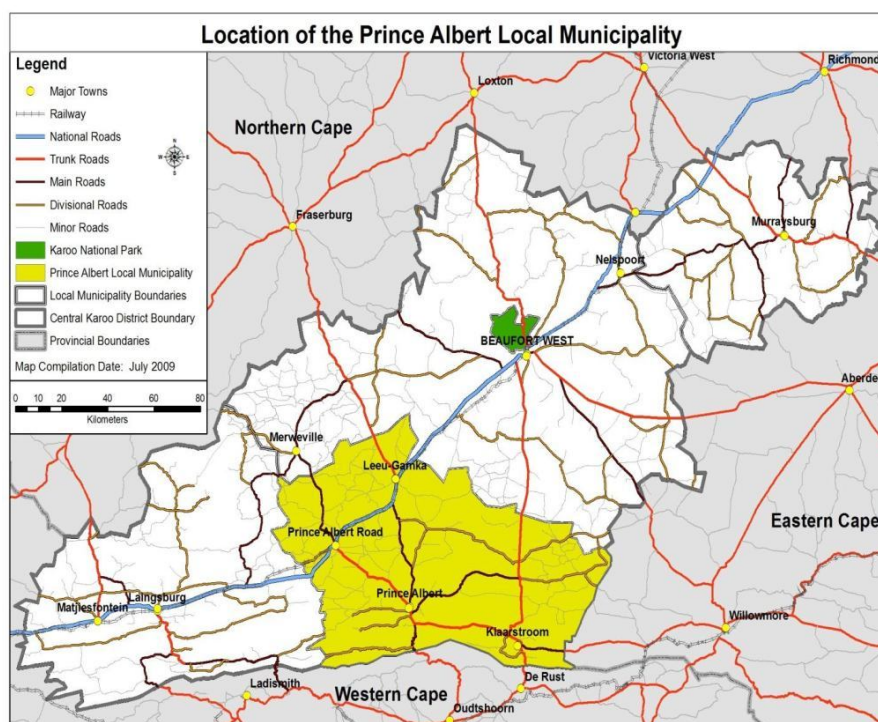 Location of the Prince Albert Local Municipality
Legend
Major Towns
Railway
National Roads
Trunk Roads
Main Roads
Divisional Roads
Minor Roads
Karoo National Park
Prince Albert Local Municipality
Local Municipality Boundaries
Central Karoo District Boundary
Provincial Boundaries
Map Compilation Date: July 2009
0 10 20 40 60 80
Kilometers
N
W E
S
Victoria West
Richmond
Loxton
Northern Cape
Fraserburg
Murraysburg
Nelspoort
BEAUFORT WEST
Aberde
Merweville
Leeu-Gamka
Eastern Cape
Prince Albert Road
Prince Albert
Laingsburg
Matjiesfontein
Klaarstroom
Willowmore
De Rust
Ladismith
Western Cape
Oudtshoorn